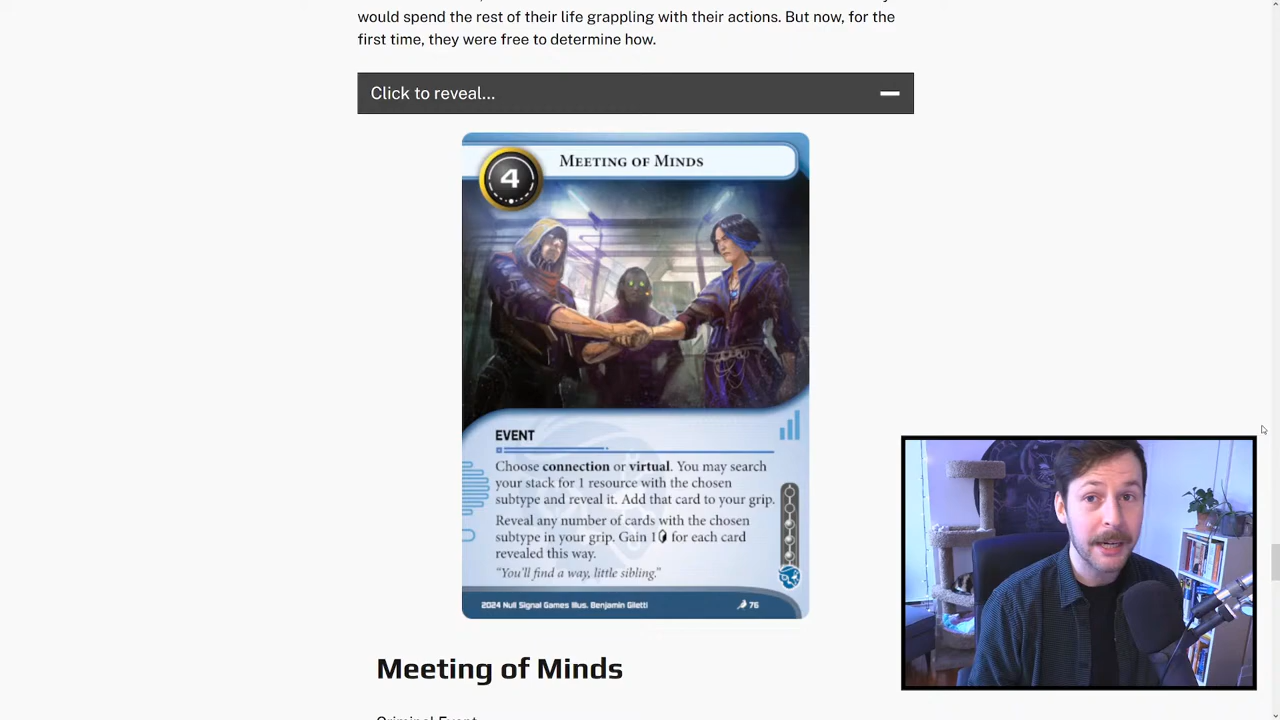 would spend the rest of their life grappling with their actions. But now, for the
first time, they were free to determine how.
Click to reveal...
4
Meeting of Minds
EVENT
Choose connection or virtual. You may search
your stack for 1 resource with the chosen
subtype and reveal it. Add that card to your grip.
Reveal any number of cards with the chosen
subtype in your grip. Gain 1 for each card
revealed this way.
"You'll find a way, little sibling."
2024 Null Signal Games Illus. Benjamin Giletti 76
Meeting of Minds